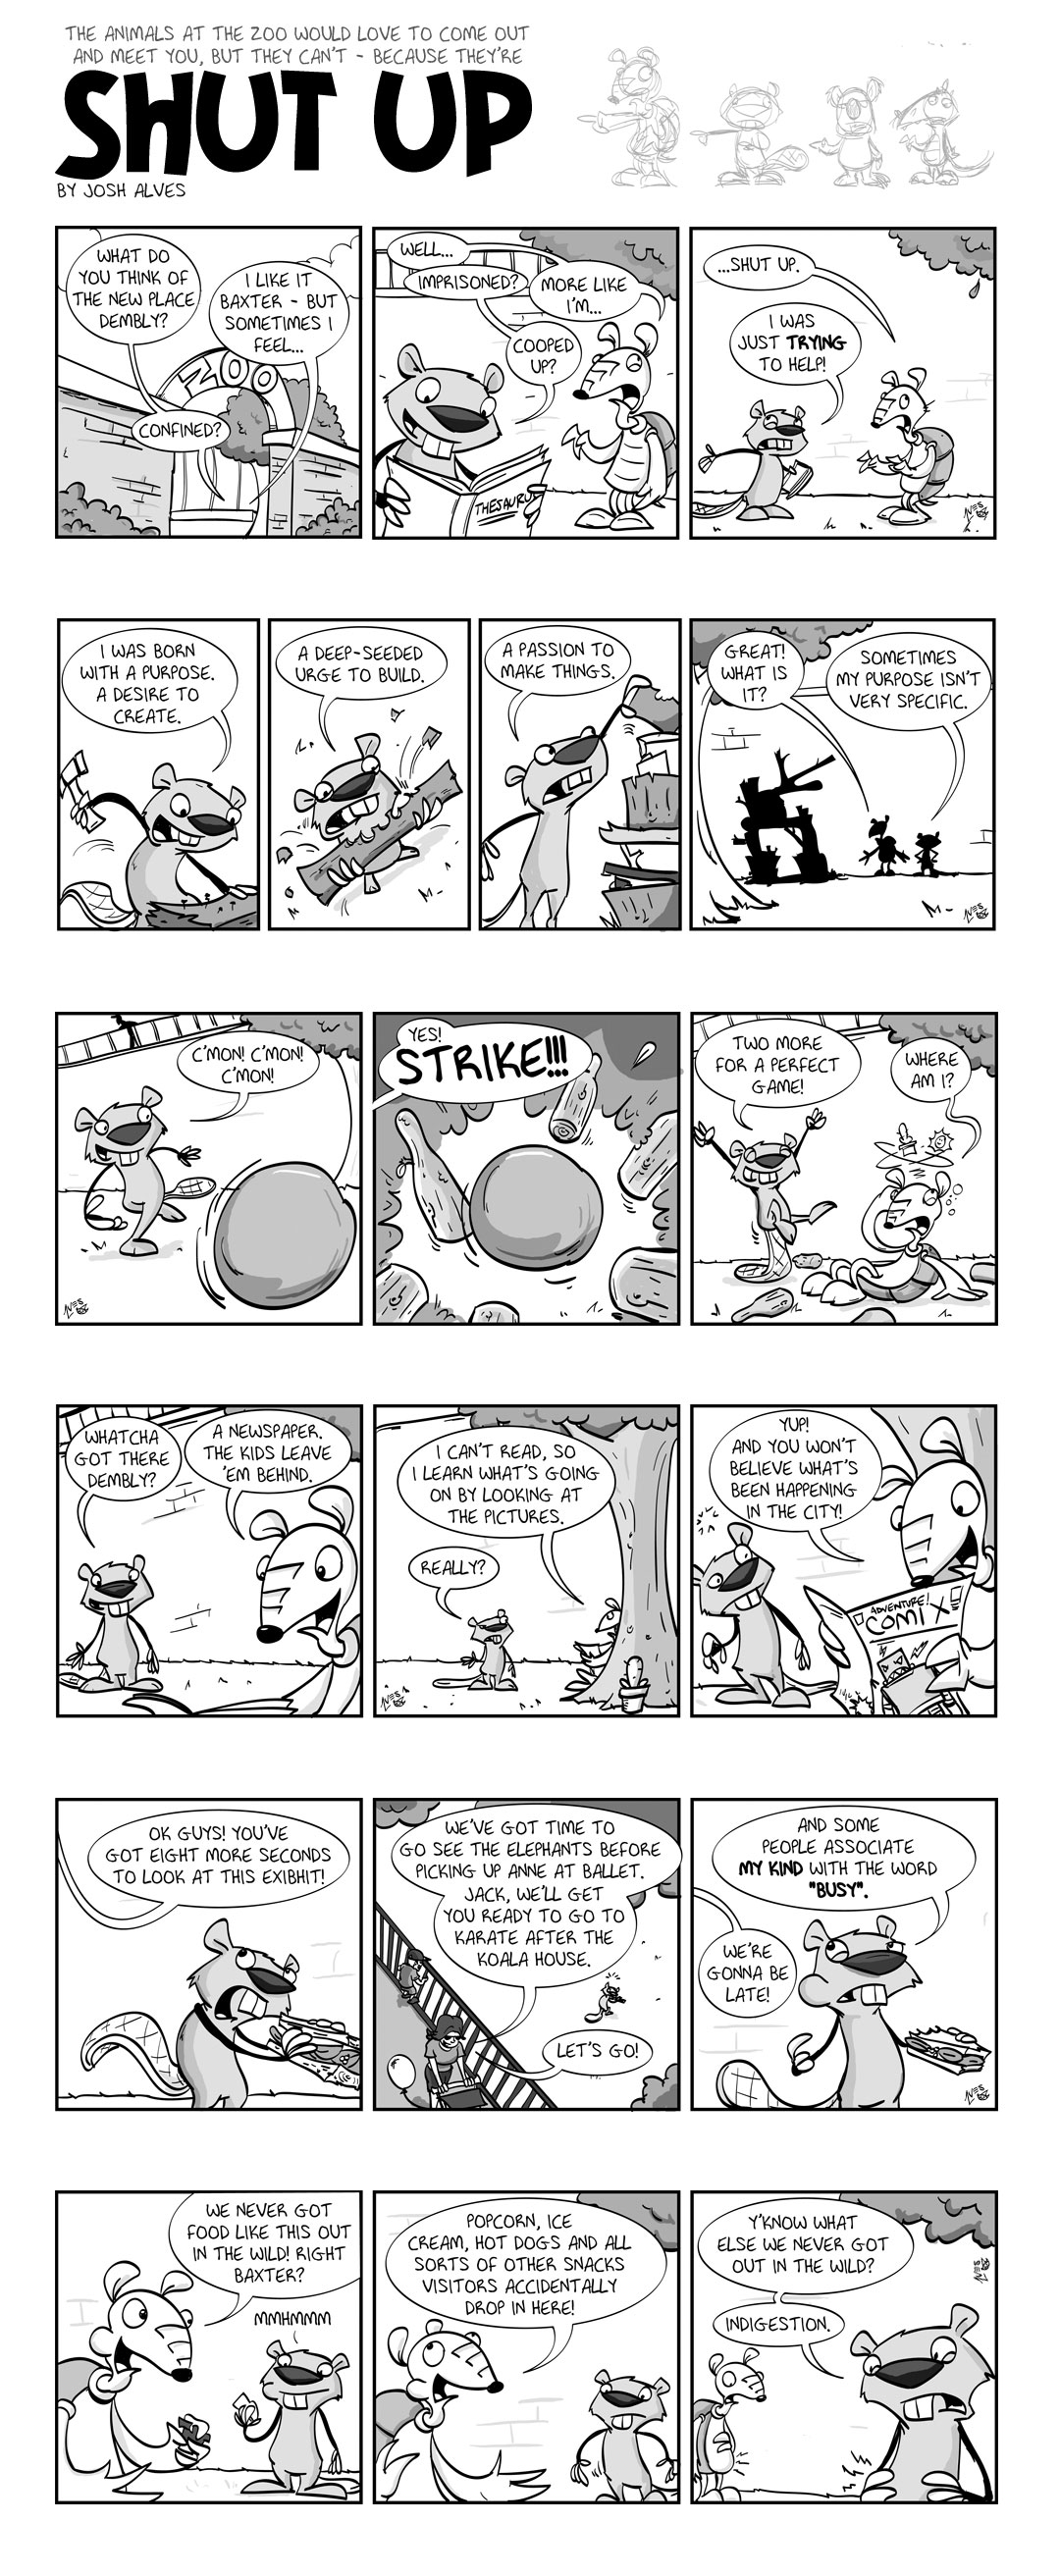 THE ANIMALS AT THE ZOO WOULD LOVE TO COME OUT
AND MEET YOU, BUT THEY CAN'T - BECAUSE THEY'RE
SHUT UP
BY JOSH ALVES
WHAT DO
YOU THINK OF
THE NEW PLACE
DEMBLY?
I LIKE IT
BAXTER - BUT
SOMETIMES I
FEEL...
ZOO
CONFINED?
WELL...
IMPRISONED?
MORE LIKE
I'M...
COOPED
UP?
THESAURUS
...SHUT UP.
I WAS
JUST TRYING
TO HELP!
ALVES
I WAS BORN
WITH A PURPOSE.
A DESIRE TO
CREATE.
A DEEP-SEEDED
URGE TO BUILD.
A PASSION TO
MAKE THINGS.
GREAT!
WHAT IS
IT?
SOMETIMES
MY PURPOSE ISN'T
VERY SPECIFIC.
ALVES
C'MON! C'MON!
C'MON!
ALVES
YES!
STRIKE!!!
TWO MORE
FOR A PERFECT
GAME!
WHERE
AM I?
WHATCHA
GOT THERE
DEMBLY?
A NEWSPAPER.
THE KIDS LEAVE
'EM BEHIND.
I CAN'T READ, SO
I LEARN WHAT'S GOING
ON BY LOOKING AT
THE PICTURES.
REALLY?
ALVES
YUP!
AND YOU WON'T
BELIEVE WHAT'S
BEEN HAPPENING
IN THE CITY!
ADVENTURE!
COMIX!
OK GUYS! YOU'VE
GOT EIGHT MORE SECONDS
TO LOOK AT THIS EXIBHIT!
WE'VE GOT TIME TO
GO SEE THE ELEPHANTS BEFORE
PICKING UP ANNE AT BALLET.
JACK, WE'LL GET
YOU READY TO GO TO
KARATE AFTER THE
KOALA HOUSE.
LET'S GO!
AND SOME
PEOPLE ASSOCIATE
MY KIND WITH THE WORD
"BUSY".
WE'RE
GONNA BE
LATE!
ALVES
WE NEVER GOT
FOOD LIKE THIS OUT
IN THE WILD! RIGHT
BAXTER?
MMHMMM
POPCORN, ICE
CREAM, HOT DOGS AND ALL
SORTS OF OTHER SNACKS
VISITORS ACCIDENTALLY
DROP IN HERE!
Y'KNOW WHAT
ELSE WE NEVER GOT
OUT IN THE WILD?
ALVES
INDIGESTION.